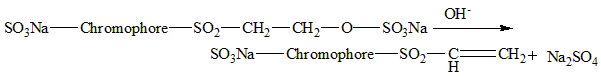 OH-
SO3Na—Chromophore—SO2—CH2—CH2—O—SO3Na
SO3Na—Chromophore—SO2—C═CH2+ Na2SO4
H